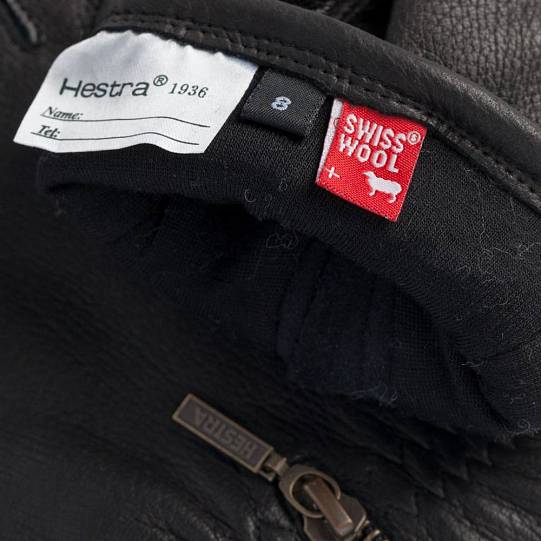 Hestra® 1936
Name:
Tel:
8
SWISS®
WOOL
HESTRA